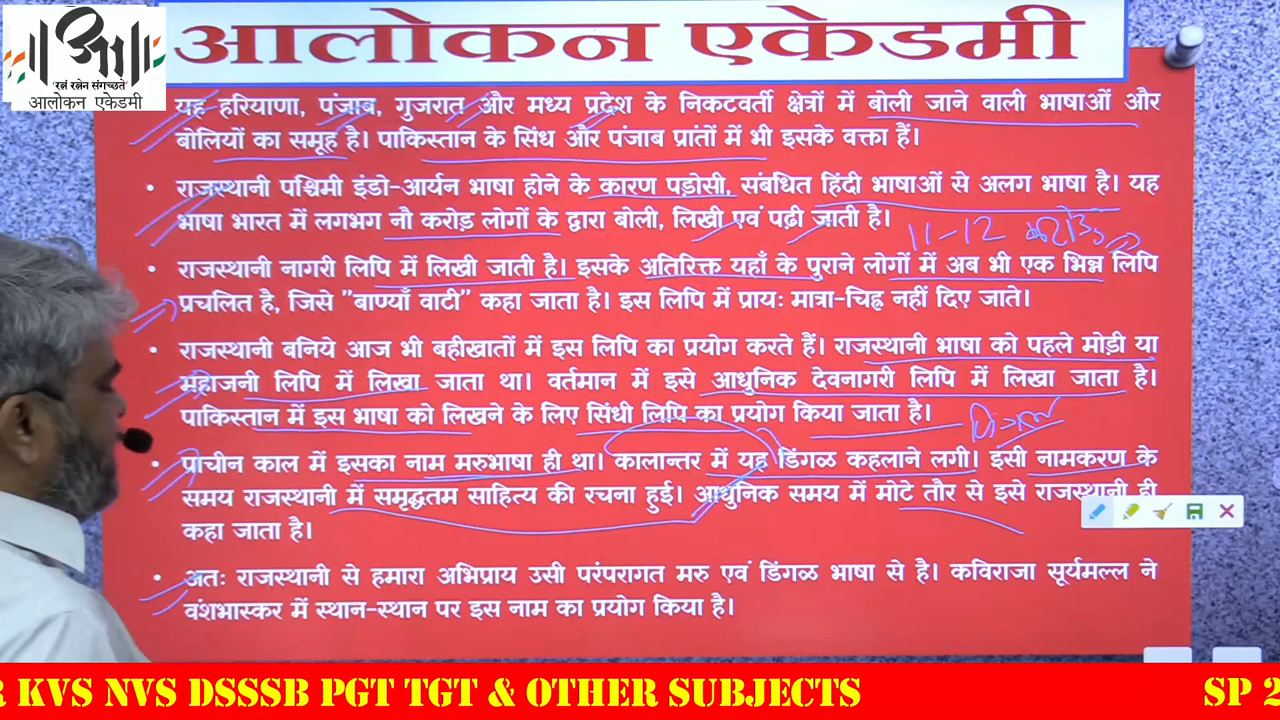 आलोकन एकेडमी
रत्नं रत्नेन संगच्छते
आलोकन एकेडमी
यह हरियाणा, पंजाब, गुजरात और मध्य प्रदेश के निकटवर्ती क्षेत्रों में बोली जाने वाली भाषाओं और
बोलियों का समूह है। पाकिस्तान के सिंध और पंजाब प्रांतों में भी इसके वक्ता हैं।
• राजस्थानी पश्चिमी इंडो-आर्यन भाषा होने के कारण पड़ोसी, संबधित हिंदी भाषाओं से अलग भाषा है। यह
भाषा भारत में लगभग नौ करोड़ लोगों के द्वारा बोली, लिखी एवं पढ़ी जाती है।
11-12
• राजस्थानी नागरी लिपि में लिखी जाती है। इसके अतिरिक्त यहाँ के पुराने लोगों में अब भी एक भिन्न लिपि
प्रचलित है, जिसे "बाण्याँ वाटी" कहा जाता है। इस लिपि में प्रायः मात्रा-चिह्न नहीं दिए जाते।
• राजस्थानी बनिये आज भी बहीखातों में इस लिपि का प्रयोग करते हैं। राजस्थानी भाषा को पहले मोड़ी या
महाजनी लिपि में लिखा जाता था। वर्तमान में इसे आधुनिक देवनागरी लिपि में लिखा जाता है।
पाकिस्तान में इस भाषा को लिखने के लिए सिंधी लिपि का प्रयोग किया जाता है।
• प्राचीन काल में इसका नाम मरुभाषा ही था। कालान्तर में यह डिंगळ कहलाने लगी। इसी नामकरण के
समय राजस्थानी में समृद्धतम साहित्य की रचना हुई। आधुनिक समय में मोटे तौर से इसे राजस्थानी ही
कहा जाता है।
• अतः राजस्थानी से हमारा अभिप्राय उसी परंपरागत मरु एवं डिंगळ भाषा से है। कविराजा सूर्यमल्ल ने
वंशभास्कर में स्थान-स्थान पर इस नाम का प्रयोग किया है।
R KVS NVS DSSSB PGT TGT & OTHER SUBJECTS SP 2